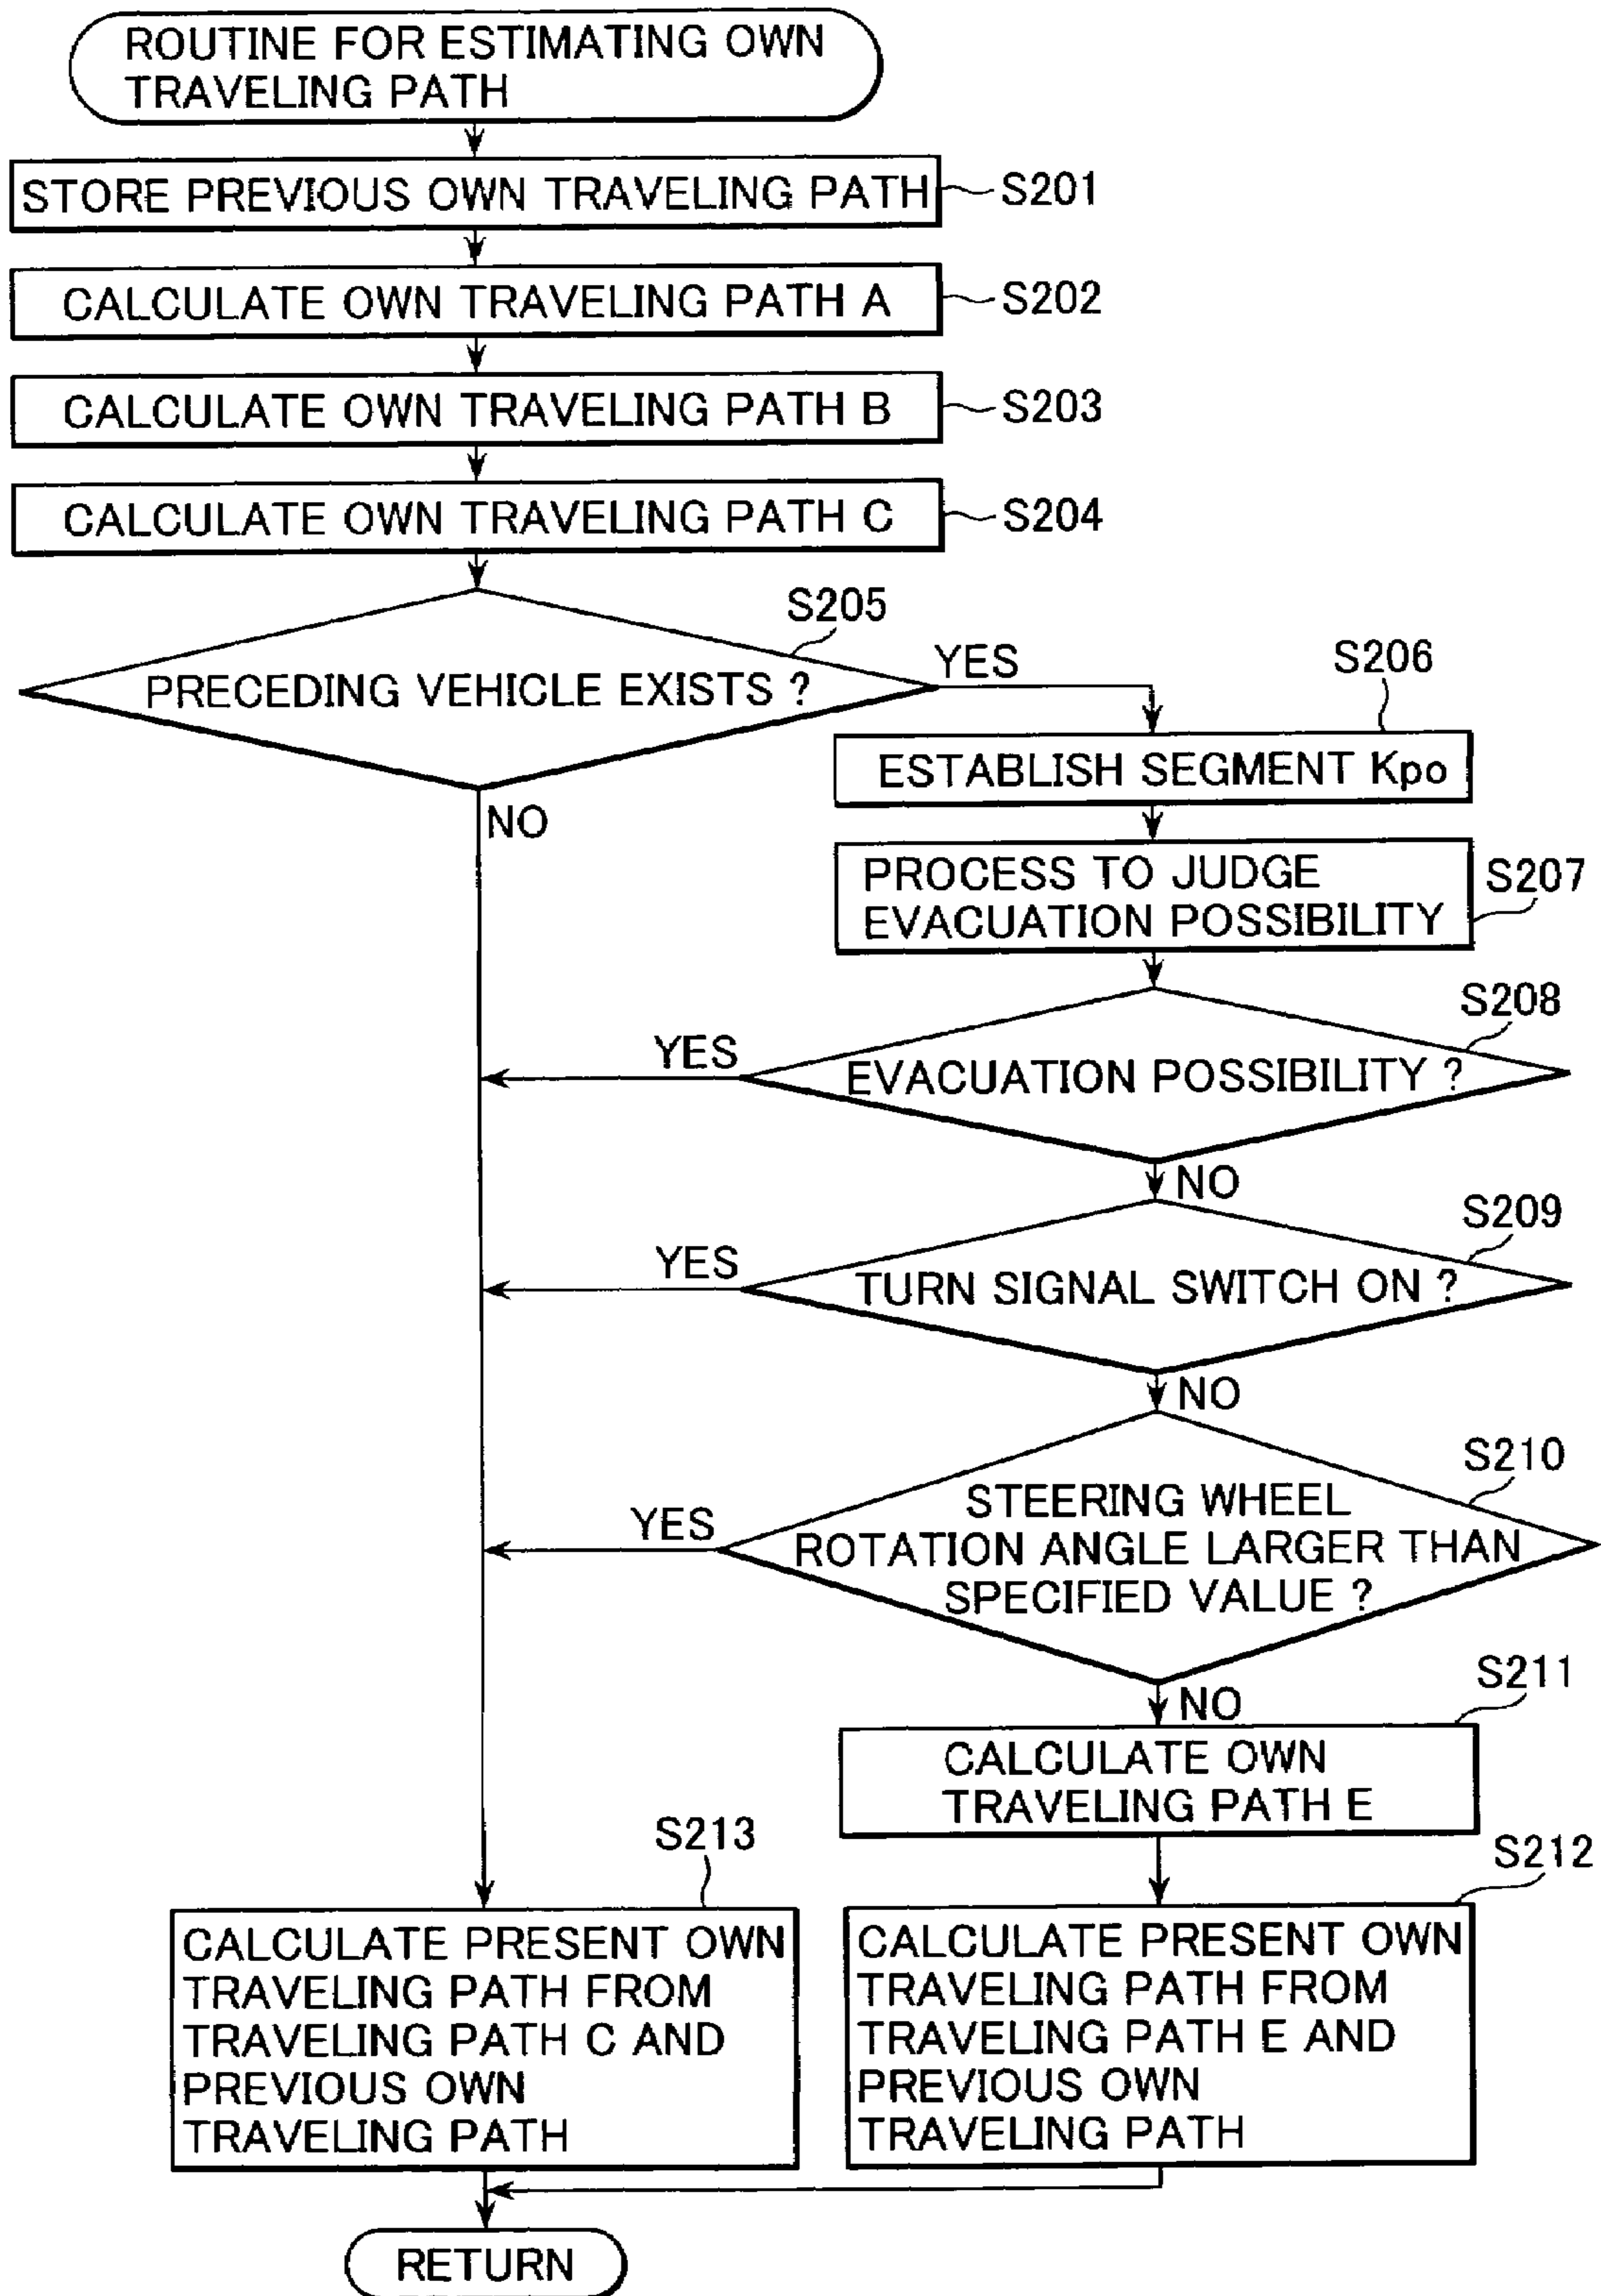 ROUTINE FOR ESTIMATING OWN
TRAVELING PATH
STORE PREVIOUS OWN TRAVELING PATH
S201
CALCULATE OWN TRAVELING PATH A
S202
CALCULATE OWN TRAVELING PATH B
S203
CALCULATE OWN TRAVELING PATH C
S204
S205
PRECEDING VEHICLE EXISTS ?
YES
NO
S206
ESTABLISH SEGMENT Kpo
PROCESS TO JUDGE
EVACUATION POSSIBILITY
S207
S208
EVACUATION POSSIBILITY ?
YES
NO
S209
TURN SIGNAL SWITCH ON ?
YES
NO
S210
STEERING WHEEL
ROTATION ANGLE LARGER THAN
SPECIFIED VALUE ?
YES
NO
S211
CALCULATE OWN
TRAVELING PATH E
S213
CALCULATE PRESENT OWN
TRAVELING PATH FROM
TRAVELING PATH C AND
PREVIOUS OWN
TRAVELING PATH
S212
CALCULATE PRESENT OWN
TRAVELING PATH FROM
TRAVELING PATH E AND
PREVIOUS OWN
TRAVELING PATH
RETURN